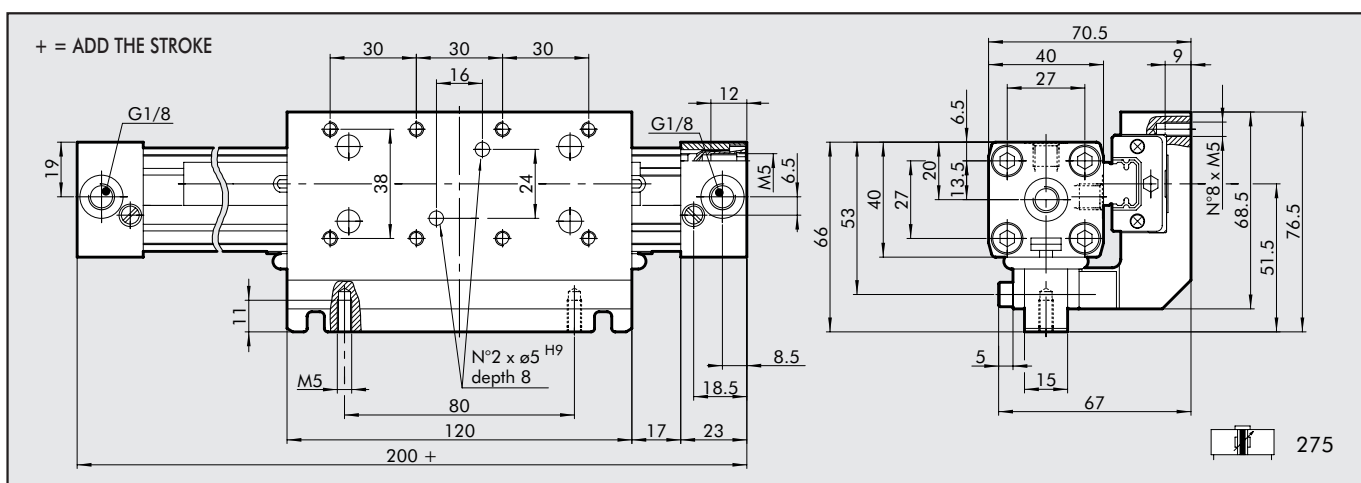 + = ADD THE STROKE
30 30 30
16
12
G1/8
G1/8
19
38
24
M5
6.5
11
M5
N°2 x ø5 H9
depth 8
8.5
18.5
80
120 17 23
200 +
70.5
40 9
27
6.5
20
13.5
27
40
53
66
N°8 x M5
68.5
51.5
76.5
5
15
67
275